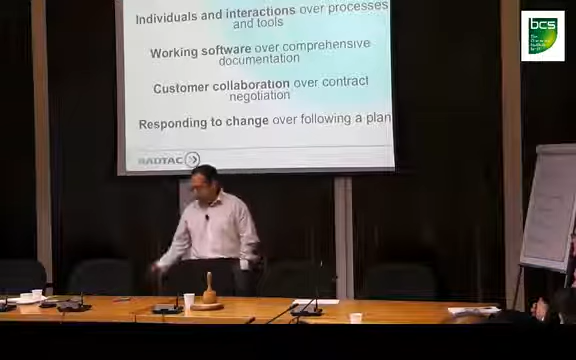 Individuals and interactions over processes
and tools
Working software over comprehensive
documentation
Customer collaboration over contract
negotiation
Responding to change over following a plan
RADTAC
bcs